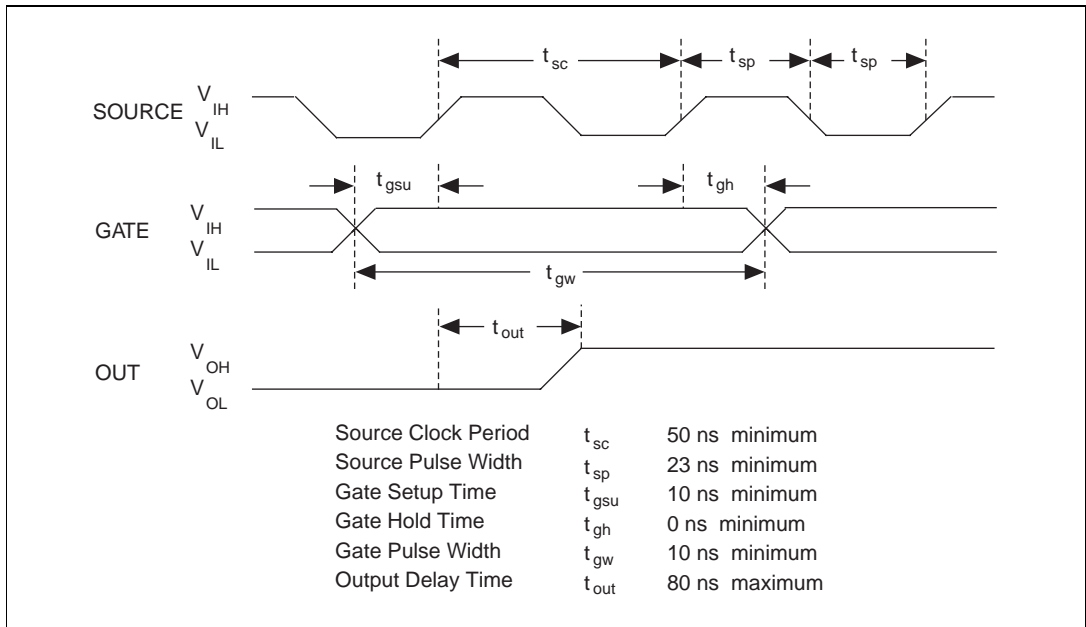 t sc
t sp
t sp
SOURCE
V IH
V IL
t gsu
t gh
GATE
V IH
V IL
t gw
t out
OUT
V OH
V OL
Source Clock Period t sc 50 ns minimum
Source Pulse Width t sp 23 ns minimum
Gate Setup Time t gsu 10 ns minimum
Gate Hold Time t gh 0 ns minimum
Gate Pulse Width t gw 10 ns minimum
Output Delay Time t out 80 ns maximum